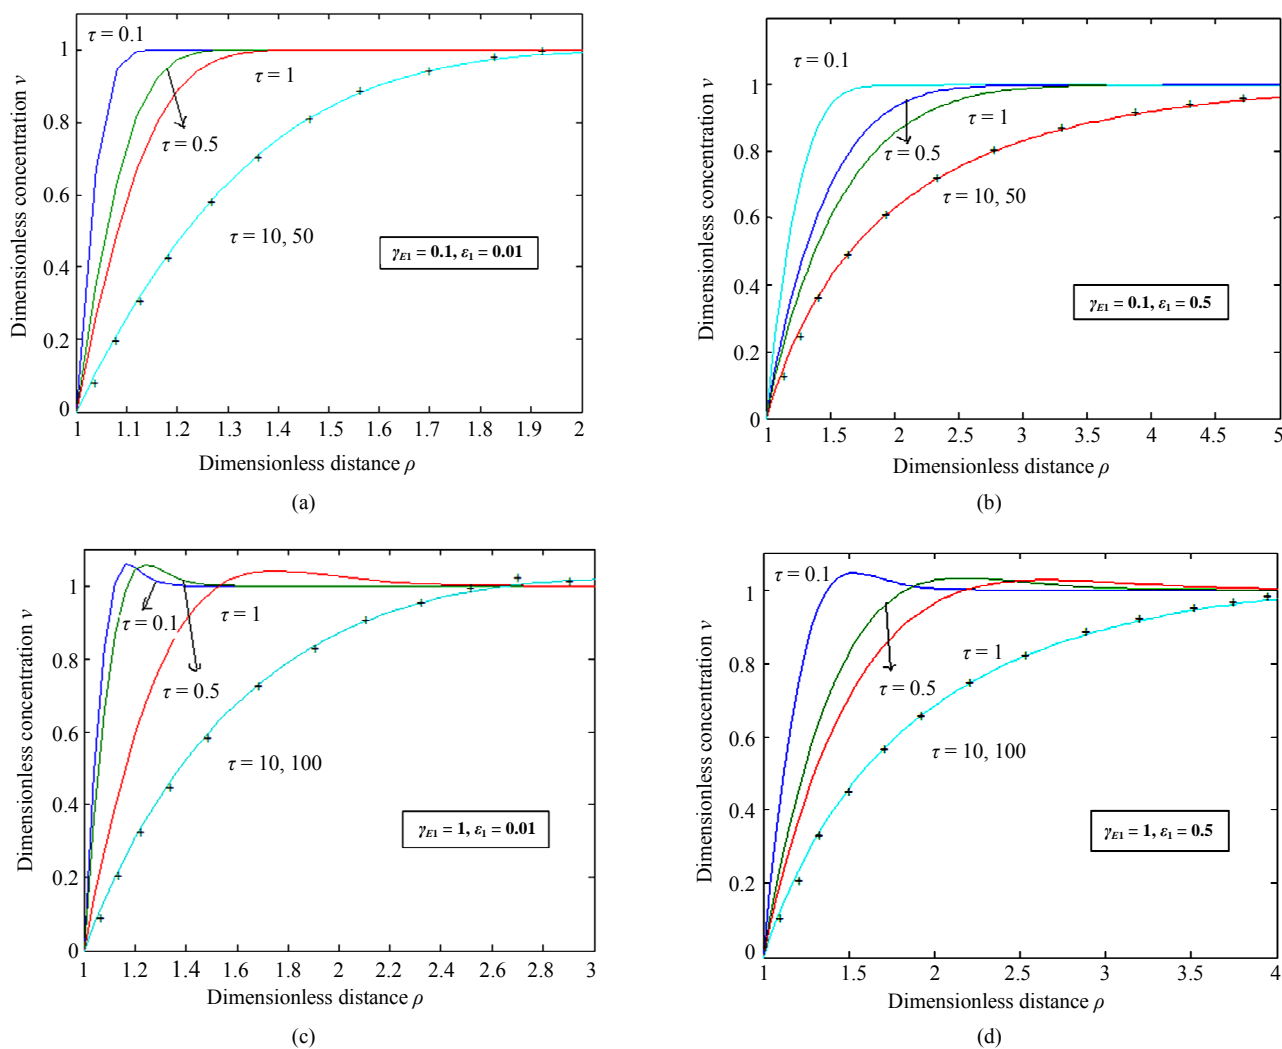 τ = 0.1
τ = 1
τ = 0.5
τ = 10, 50
γE1 = 0.1, ε1 = 0.01
Dimensionless concentration v
1
0.8
0.6
0.4
0.2
0
1 1.1 1.2 1.3 1.4 1.5 1.6 1.7 1.8 1.9 2
Dimensionless distance ρ
(a)
τ = 0.1
τ = 1
τ = 0.5
τ = 10, 50
γE1 = 0.1, ε1 = 0.5
Dimensionless concentration v
1
0.8
0.6
0.4
0.2
0
1 1.5 2 2.5 3 3.5 4 4.5 5
Dimensionless distance ρ
(b)
τ = 1
τ = 0.1
τ = 0.5
τ = 10, 100
γE1 = 1, ε1 = 0.01
Dimensionless concentration v
1
0.8
0.6
0.4
0.2
0
1 1.2 1.4 1.6 1.8 2 2.2 2.4 2.6 2.8 3
Dimensionless distance ρ
(c)
τ = 0.1
τ = 1
τ = 0.5
τ = 10, 100
γE1 = 1, ε1 = 0.5
Dimensionless concentration v
1
0.8
0.6
0.4
0.2
0
1 1.5 2 2.5 3 3.5 4
Dimensionless distance ρ
(d)